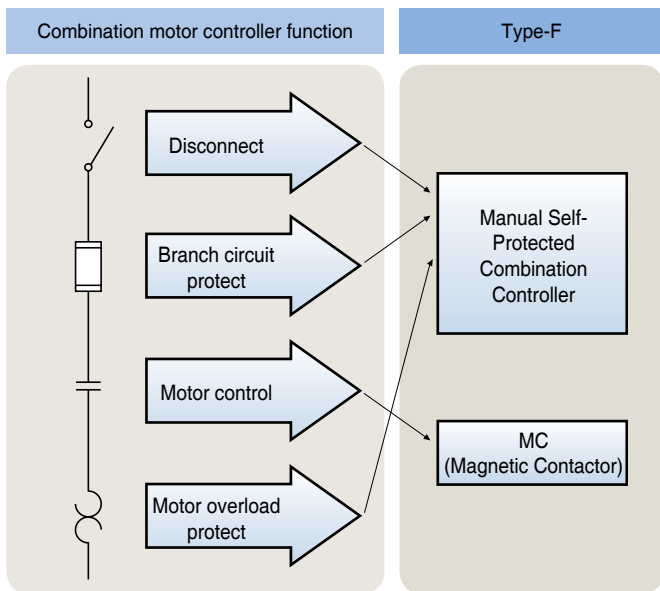 Combination motor controller function
Type-F
Disconnect
Branch circuit
protect
Motor control
Motor overload
protect
Manual Self-
Protected
Combination
Controller
MC
(Magnetic Contactor)